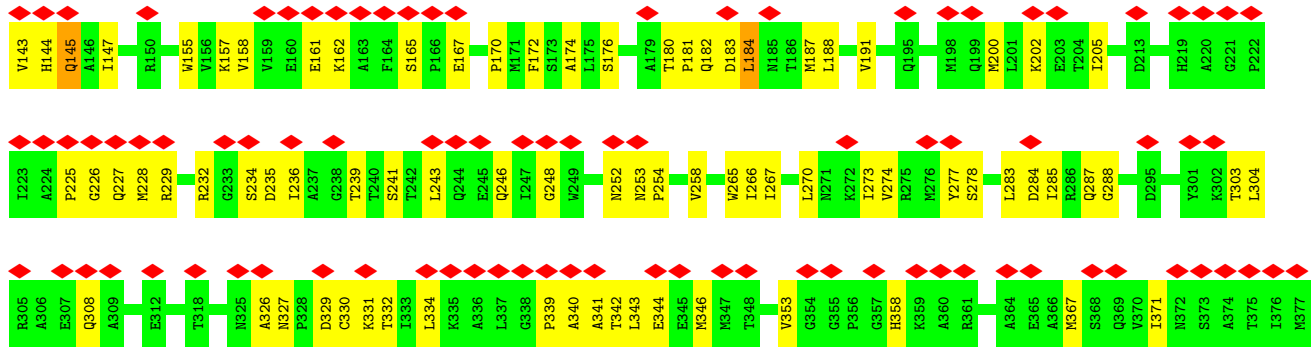 V143 H144 Q145 A146 I147 R150 W155 V156 K157 V158 V159 E160 E161 K162 A163 F164 S165 P166 E167 P170 M171 F172 S173 A174 L175 S176 A179 T180 P181 Q182 D183 L184 N185 T186 M187 L188 V191 Q195 M198 Q199 M200 L201 K202 E203 T204 I205 D213 H219 A220 G221 P222
I223 A224 P225 G226 Q227 M228 R229 R232 G233 S234 D235 I236 A237 G238 T239 T240 S241 T242 L243 Q244 E245 Q246 I247 G248 W249 N252 N253 P254 V258 W265 I266 I267 L270 N271 K272 I273 V274 R275 M276 Y277 S278 L283 D284 I285 R286 Q287 G288 D295 Y301 K302 T303 L304
R305 A306 E307 Q308 A309 E312 T318 N325 A326 N327 P328 D329 C330 K331 T332 I333 L334 K335 A336 L337 G338 P339 A340 A341 T342 L343 E344 E345 M346 M347 T348 V353 G354 G355 P356 G357 H358 K359 A360 R361 A364 E365 A366 M367 S368 Q369 V370 I371 N372 S373 A374 T375 I376 M377